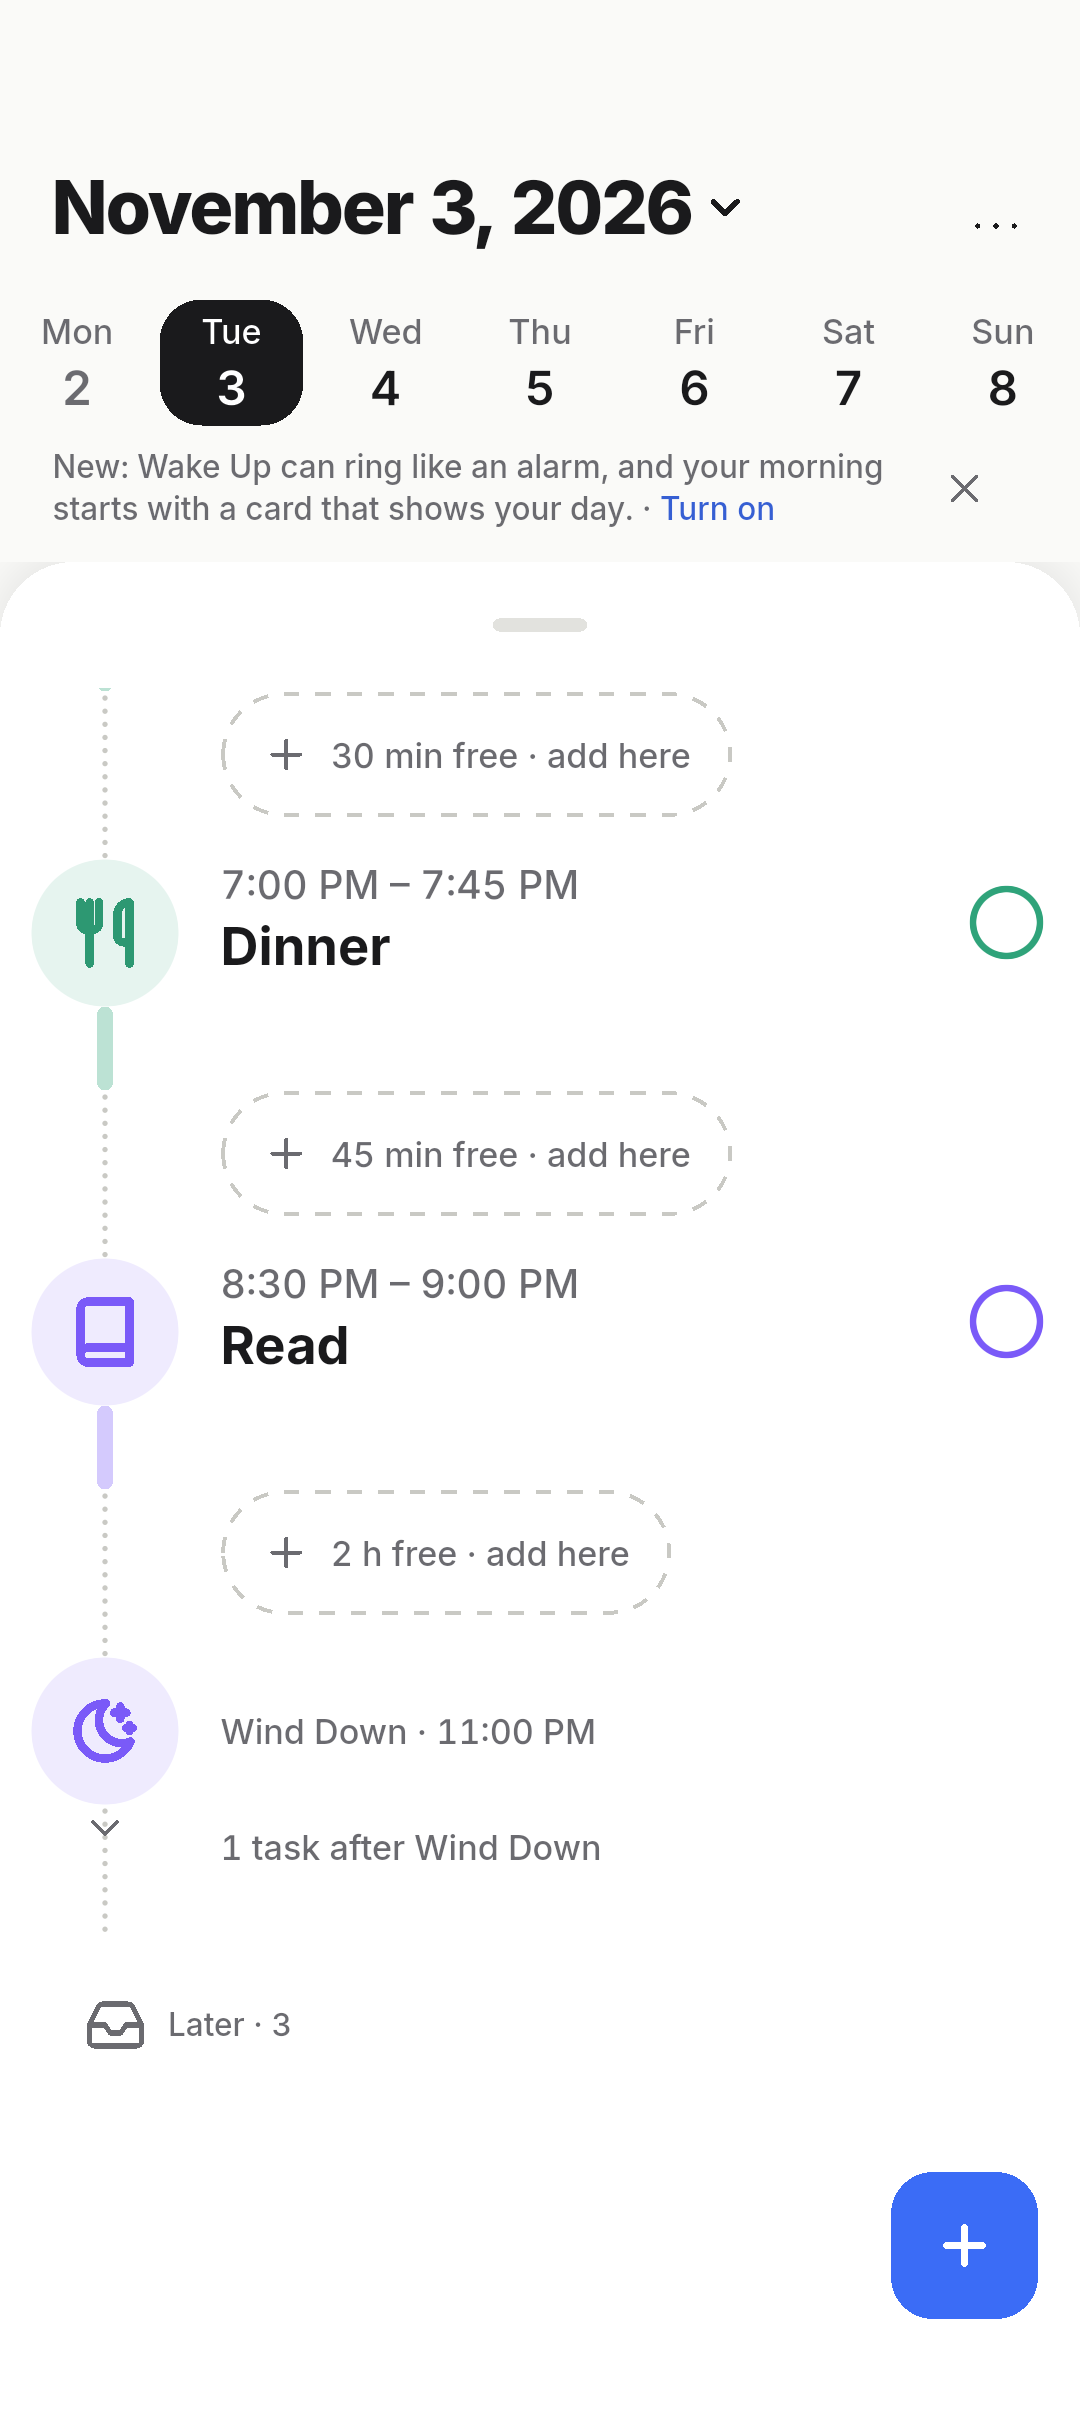 November 3, 2026
...
Mon Tue Wed Thu Fri Sat Sun
2 3 4 5 6 7 8
New: Wake Up can ring like an alarm, and your morning
starts with a card that shows your day. · Turn on
30 min free · add here
7:00 PM – 7:45 PM
Dinner
45 min free · add here
8:30 PM – 9:00 PM
Read
2 h free · add here
Wind Down · 11:00 PM
1 task after Wind Down
Later · 3